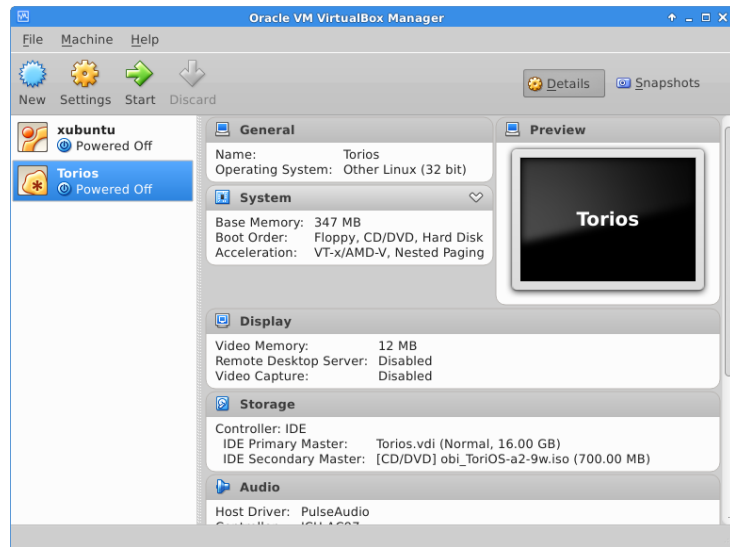 Oracle VM VirtualBox Manager
File Machine Help
New Settings Start Discard
Details Snapshots
xubuntu
Powered Off
Torios
Powered Off
General
Name: Torios
Operating System: Other Linux (32 bit)
System
Base Memory: 347 MB
Boot Order: Floppy, CD/DVD, Hard Disk
Acceleration: VT-x/AMD-V, Nested Paging
Preview
Torios
Display
Video Memory: 12 MB
Remote Desktop Server: Disabled
Video Capture: Disabled
Storage
Controller: IDE
IDE Primary Master: Torios.vdi (Normal, 16.00 GB)
IDE Secondary Master: [CD/DVD] obi_ToriOS-a2-9w.iso (700.00 MB)
Audio
Host Driver: PulseAudio